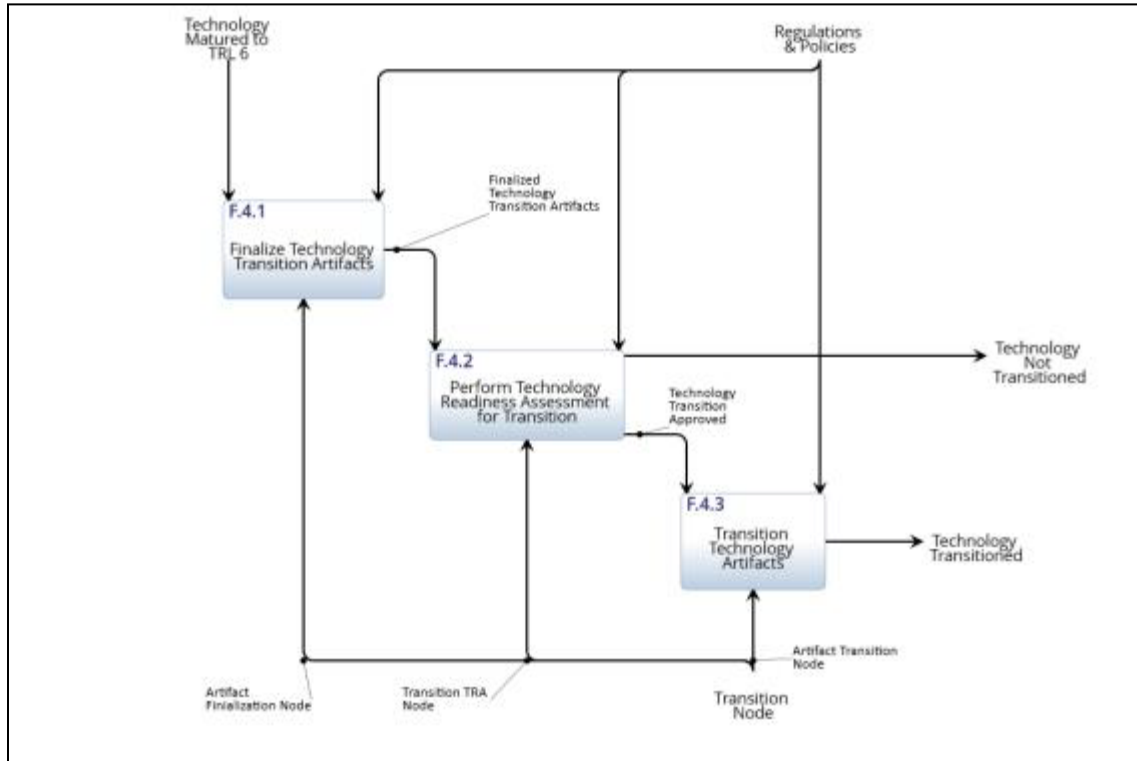 Technology
Matured to
TRL 6
Regulations
& Policies
Finalized
Technology
Transition Artifacts
F.4.1
Finalize Technology
Transition Artifacts
F.4.2
Perform Technology
Readiness Assessment
for Transition
Technology
Not
Transitioned
Technology
Transition
Approved
F.4.3
Transition
Technology
Artifacts
Technology
Transitioned
Artifact Transition
Node
Artifact
Finialization Node
Transition TRA
Node
Transition
Node